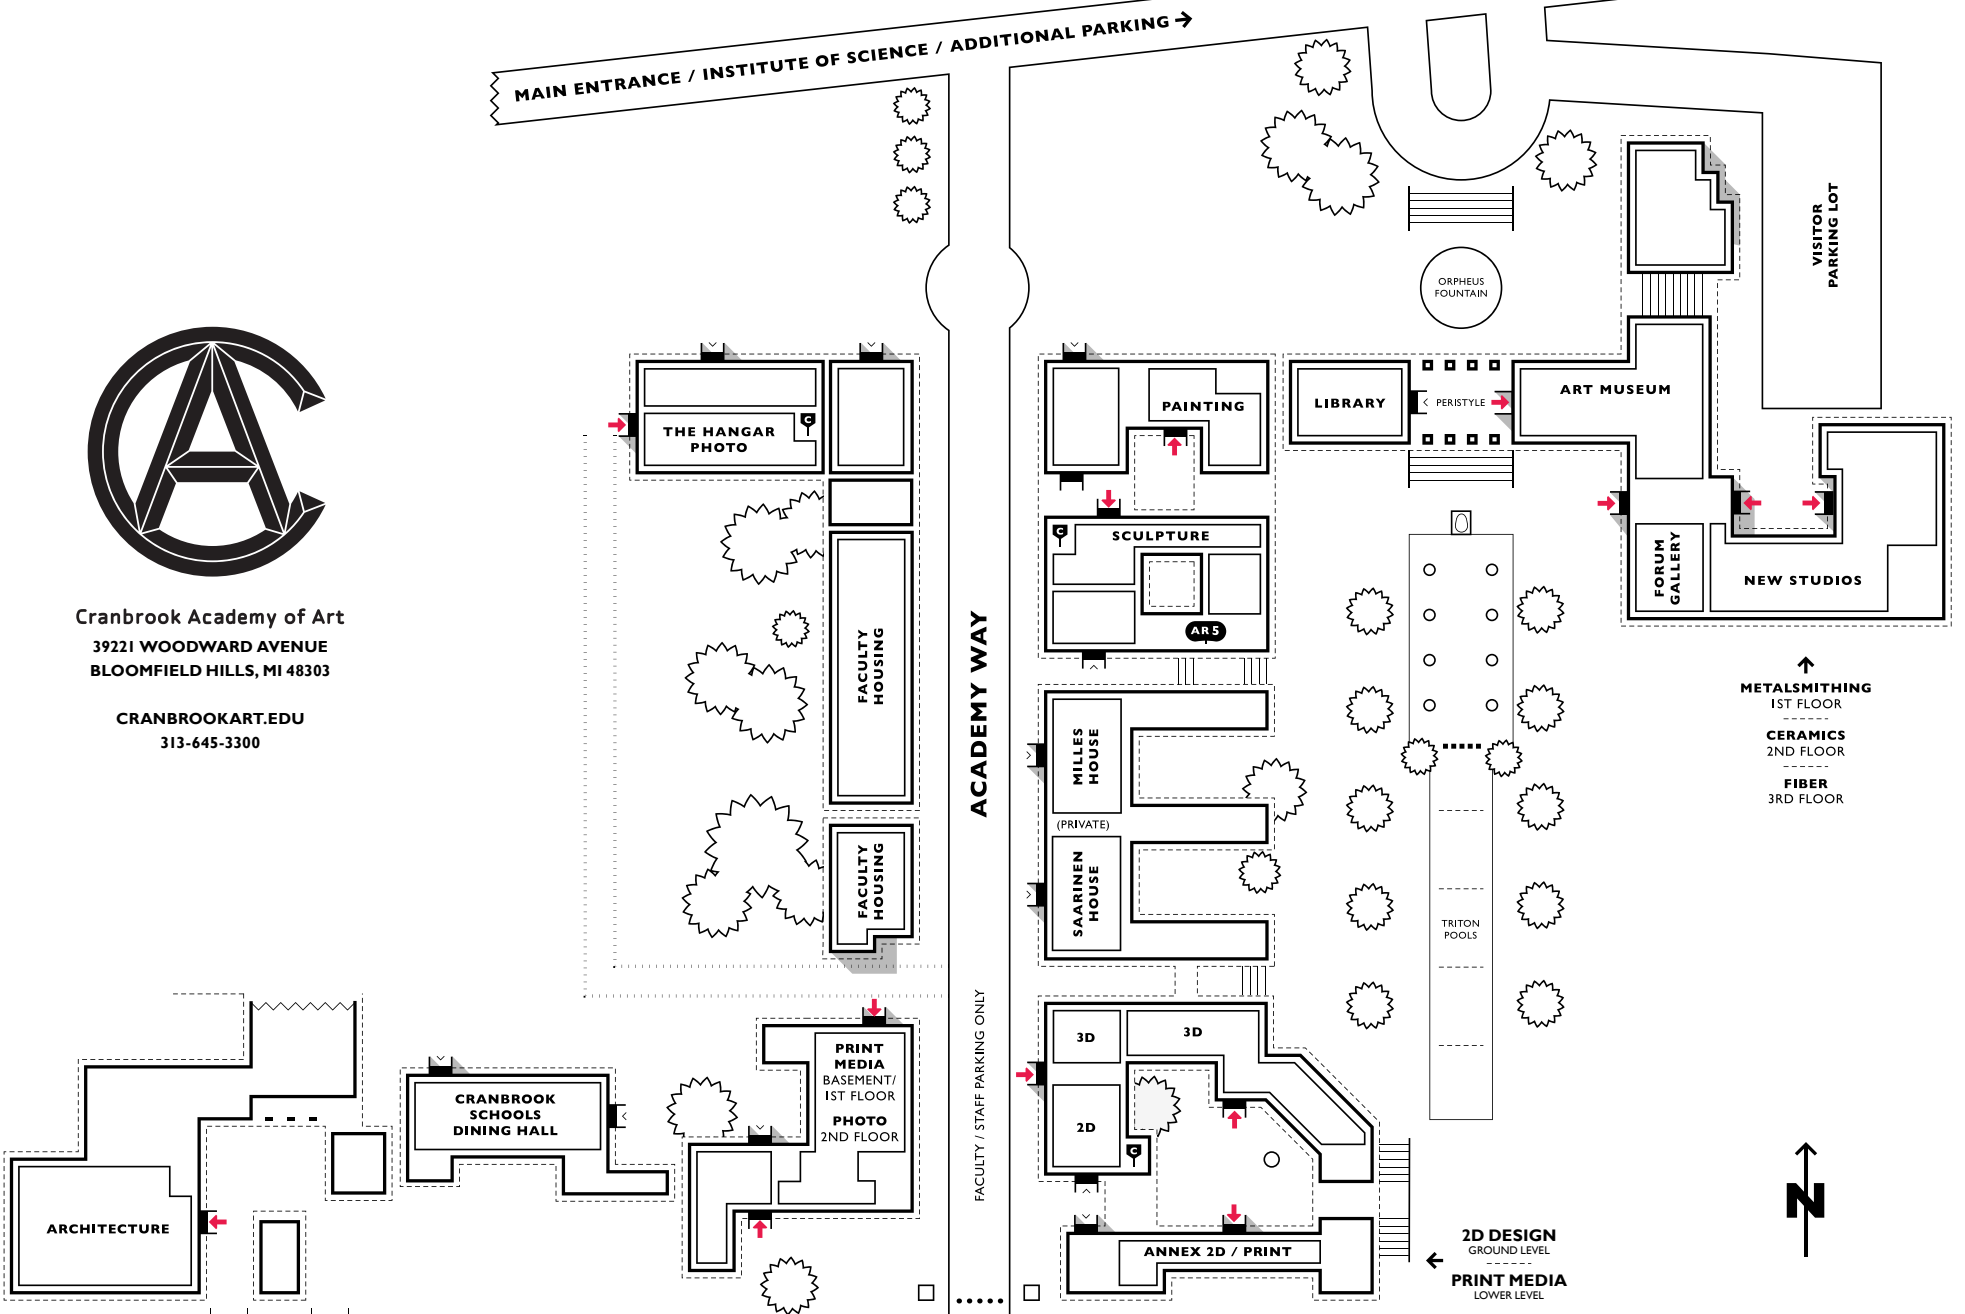 MAIN ENTRANCE / INSTITUTE OF SCIENCE / ADDITIONAL PARKING →
VISITOR
PARKING LOT
ORPHEUS
FOUNTAIN
THE HANGAR
PHOTO
C
PAINTING
LIBRARY
PERISTYLE
ART MUSEUM
C
SCULPTURE
AR5
FORUM
GALLERY
NEW STUDIOS
CA
Cranbrook Academy of Art
39221 WOODWARD AVENUE
BLOOMFIELD HILLS, MI 48303
CRANBROOKART.EDU
313-645-3300
FACULTY
HOUSING
ACADEMY WAY
MILLES
HOUSE
(PRIVATE)
SAARINEN
HOUSE
FACULTY
HOUSING
METALSMITHING
1ST FLOOR
CERAMICS
2ND FLOOR
FIBER
3RD FLOOR
TRITON
POOLS
FACULTY / STAFF PARKING ONLY
PRINT
MEDIA
BASEMENT/
1ST FLOOR
PHOTO
2ND FLOOR
CRANBROOK
SCHOOLS
DINING HALL
ARCHITECTURE
3D
3D
2D
C
ANNEX 2D / PRINT
2D DESIGN
GROUND LEVEL
PRINT MEDIA
LOWER LEVEL
N